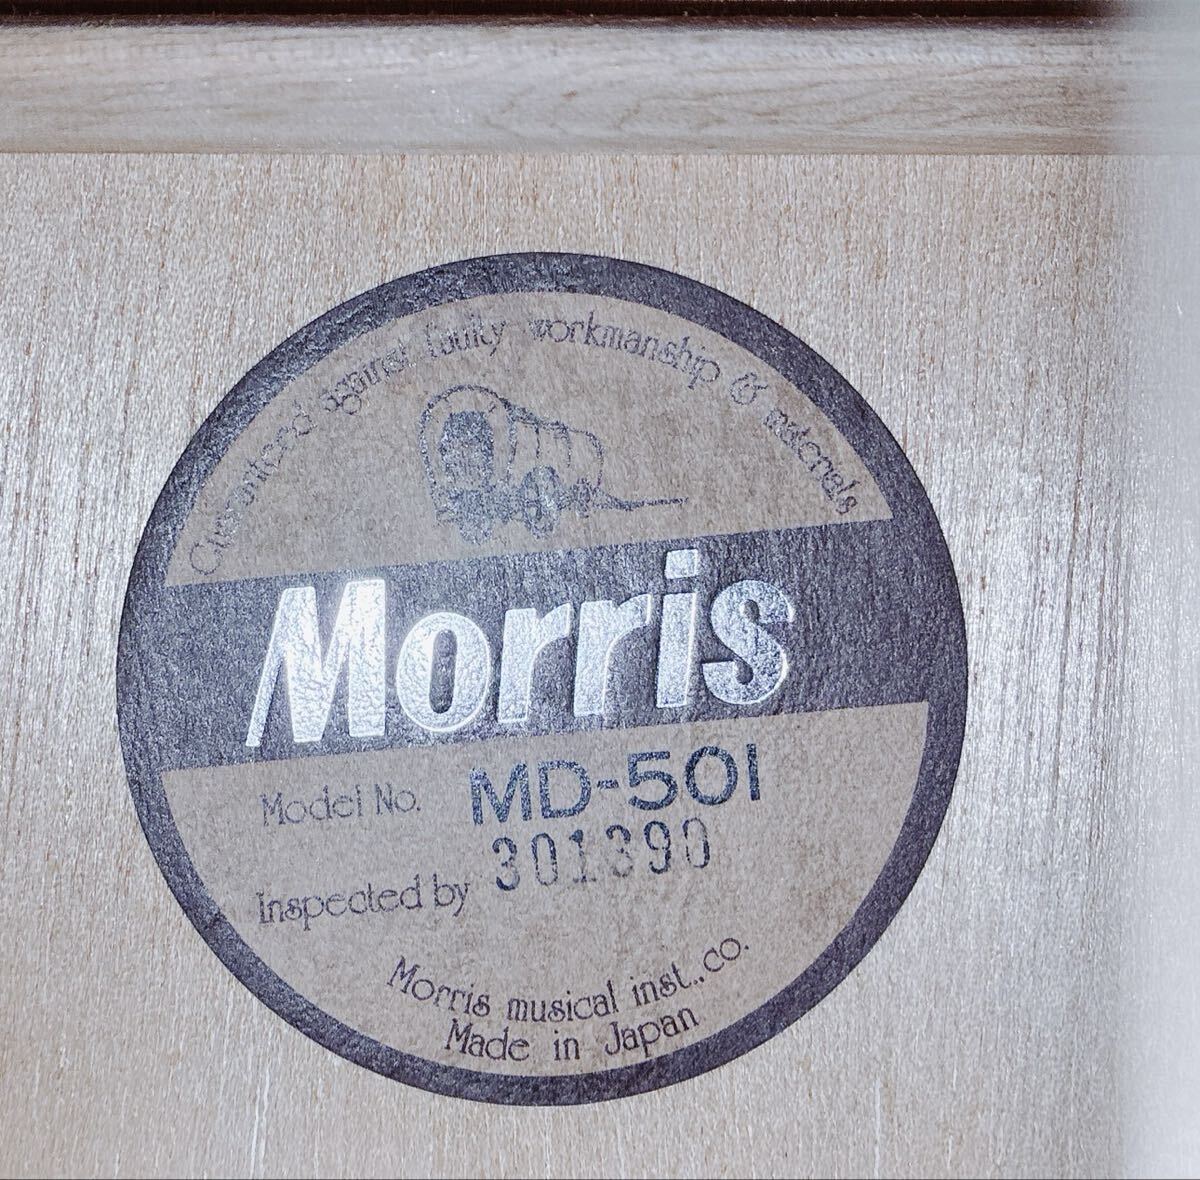 Guaranteed against faulty workmanship & materials
Morris
Model No. MD-501
301390
Inspected by
Morris musical inst., co.
Made in Japan